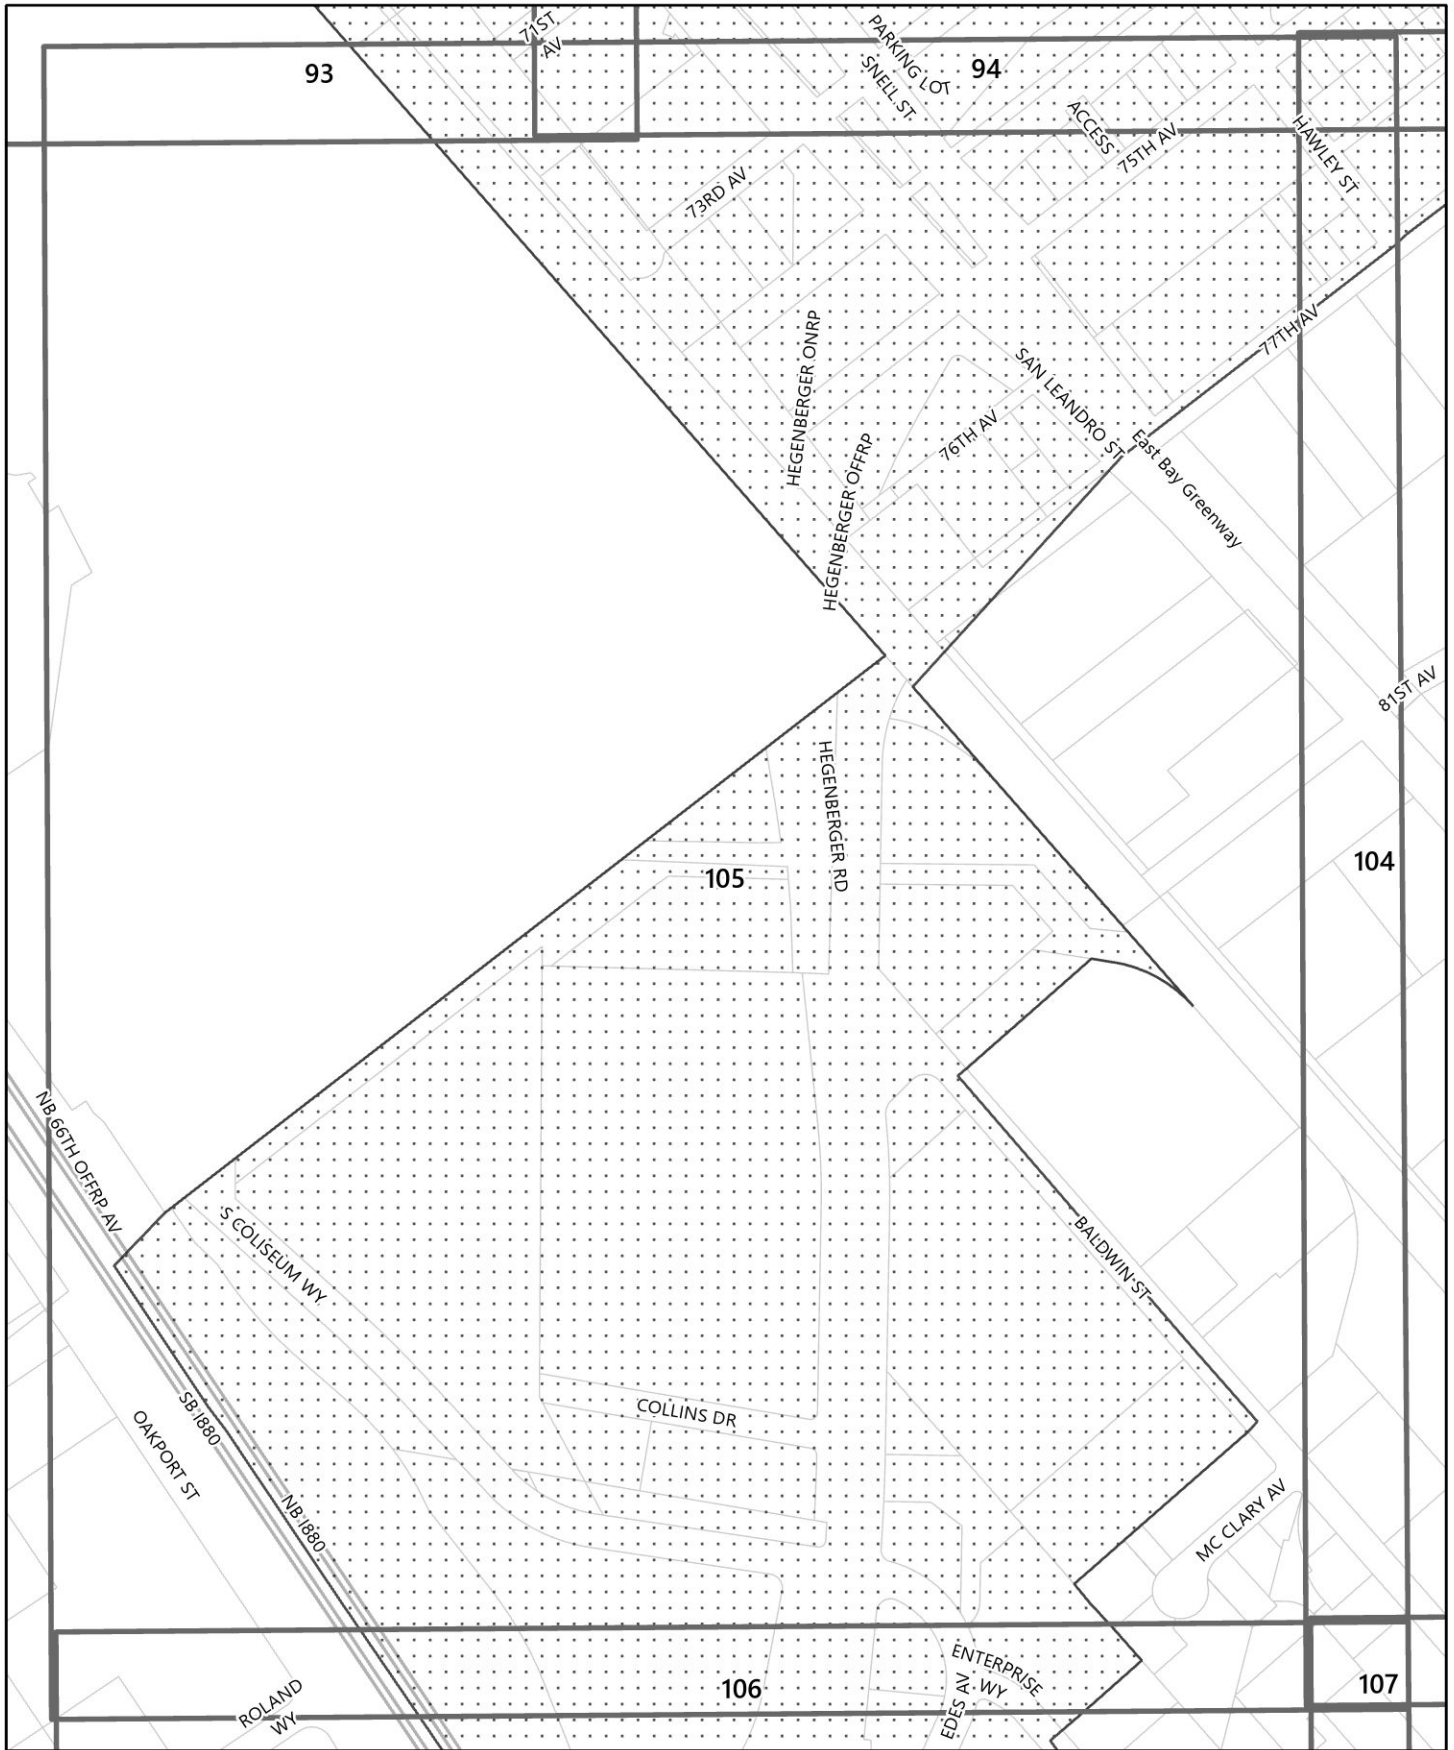 71ST
AV
93
PARKING LOT
SNELL ST
94
ACCESS
75TH AV
HAWLEY ST
73RD AV
HEGENBERGER ONRP
SAN LEANDRO ST
77TH AV
76TH AV
HEGENBERGER OFFRP
East Bay Greenway
81ST AV
HEGENBERGER RD
105
104
NB 66TH OFFRP AV
S COLISEUM WY
BALDWIN ST
SB I880
OAKPORT ST
COLLINS DR
NB I880
MC CLARY AV
ENTERPRISE
WY
EDES AV
106
107
ROLAND
WY